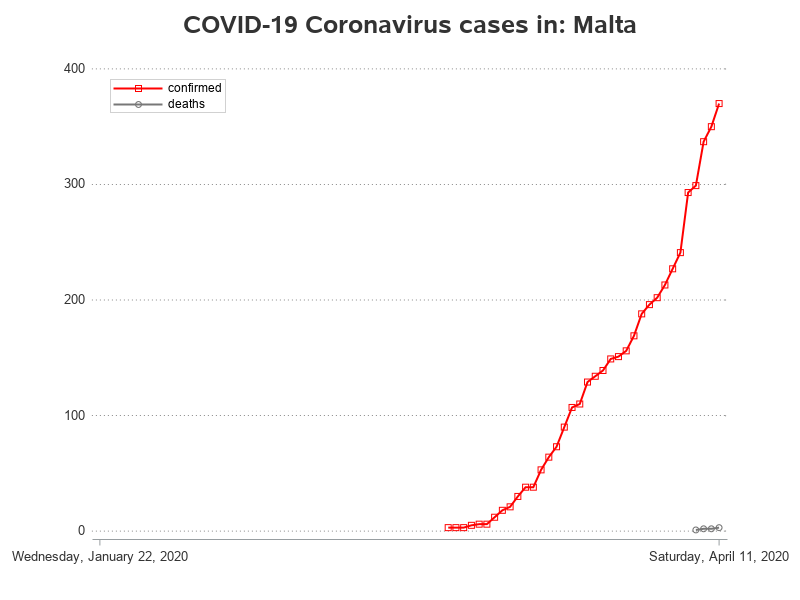 COVID-19 Coronavirus cases in: Malta
400
confirmed
deaths
300
200
100
0
Wednesday, January 22, 2020
Saturday, April 11, 2020